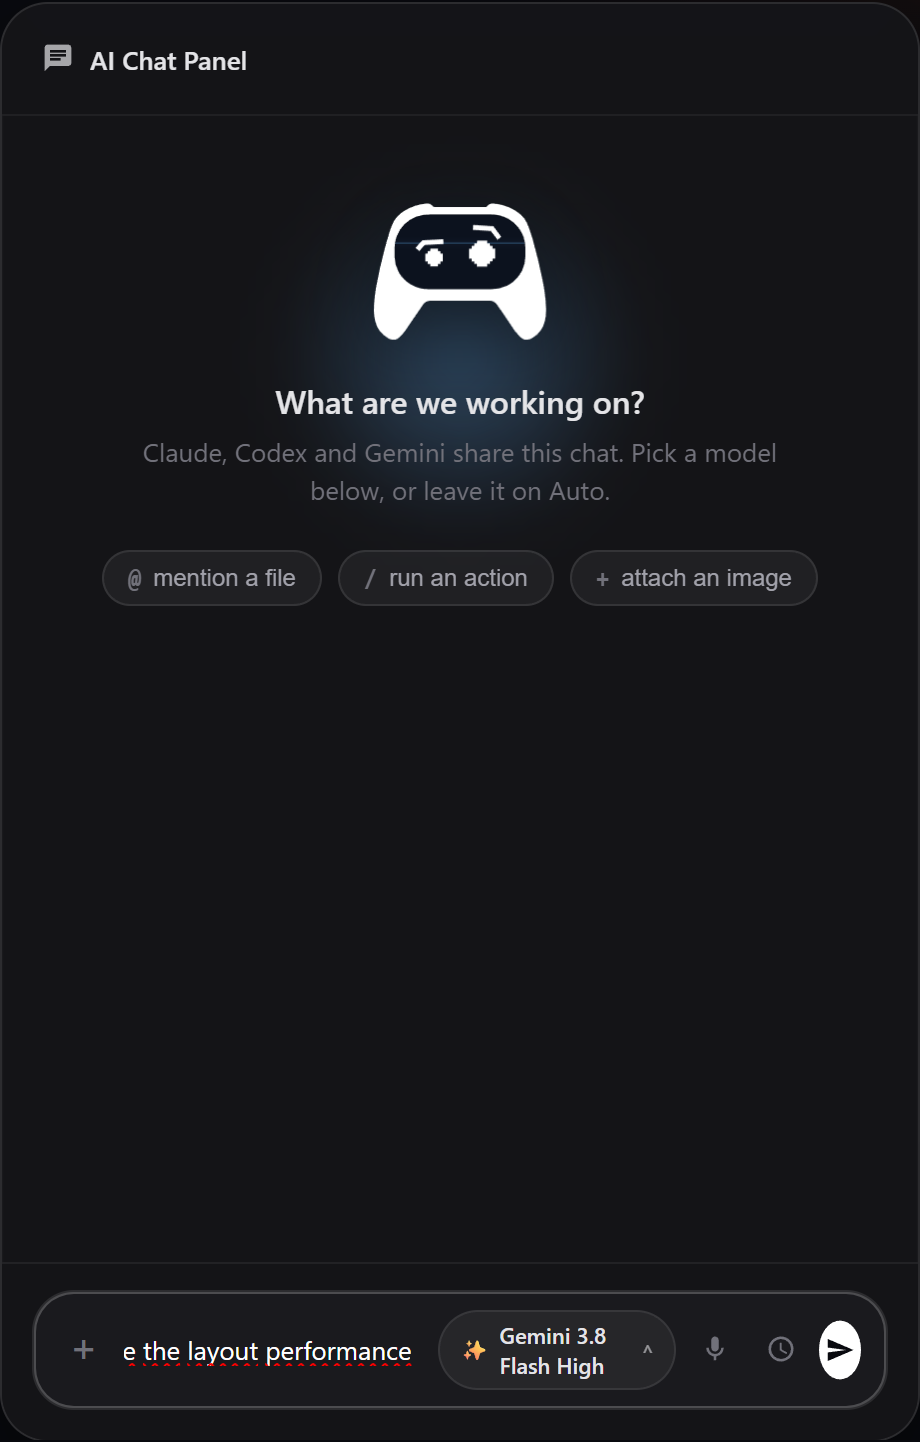 AI Chat Panel
What are we working on?
Claude, Codex and Gemini share this chat. Pick a model
below, or leave it on Auto.
@ mention a file
/ run an action
+ attach an image
e the layout performance
Gemini 3.8
Flash High